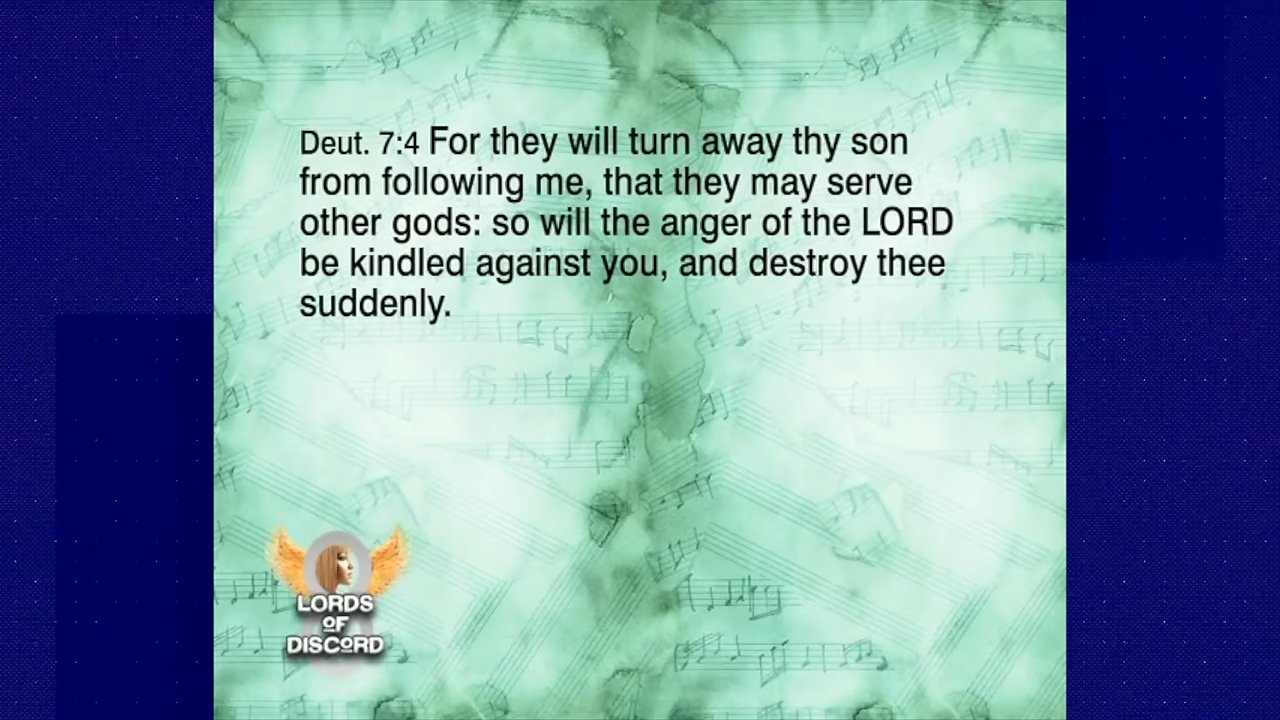 Deut. 7:4 For they will turn away thy son
from following me, that they may serve
other gods: so will the anger of the LORD
be kindled against you, and destroy thee
suddenly.
LORDS
OF
DISCORD